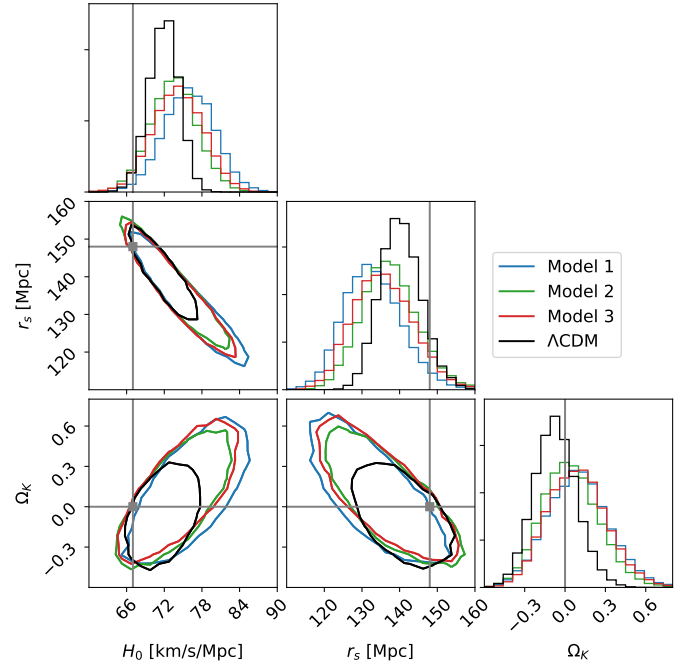 160
150
140
130
120
r_s [Mpc]
Model 1
Model 2
Model 3
ΛCDM
0.6
0.3
0.0
−0.3
Ω_K
66
72
78
84
90
H_0 [km/s/Mpc]
120
130
140
150
160
r_s [Mpc]
−0.3
0.0
0.3
0.6
Ω_K